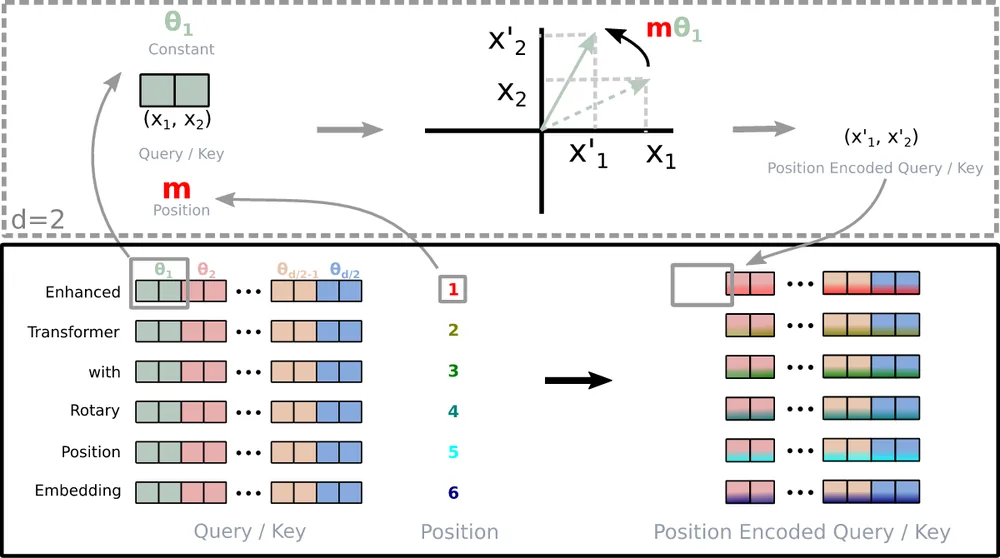 θ1
Constant
(x1, x2)
Query / Key
m
Position
d=2
x'2
x2
x'1
x1
mθ1
(x'1, x'2)
Position Encoded Query / Key
θ1 θ2 θd/2-1 θd/2
Enhanced ••• 1 •••
Transformer ••• 2 •••
with ••• 3 •••
Rotary ••• 4 •••
Position ••• 5 •••
Embedding ••• 6 •••
Query / Key Position Position Encoded Query / Key